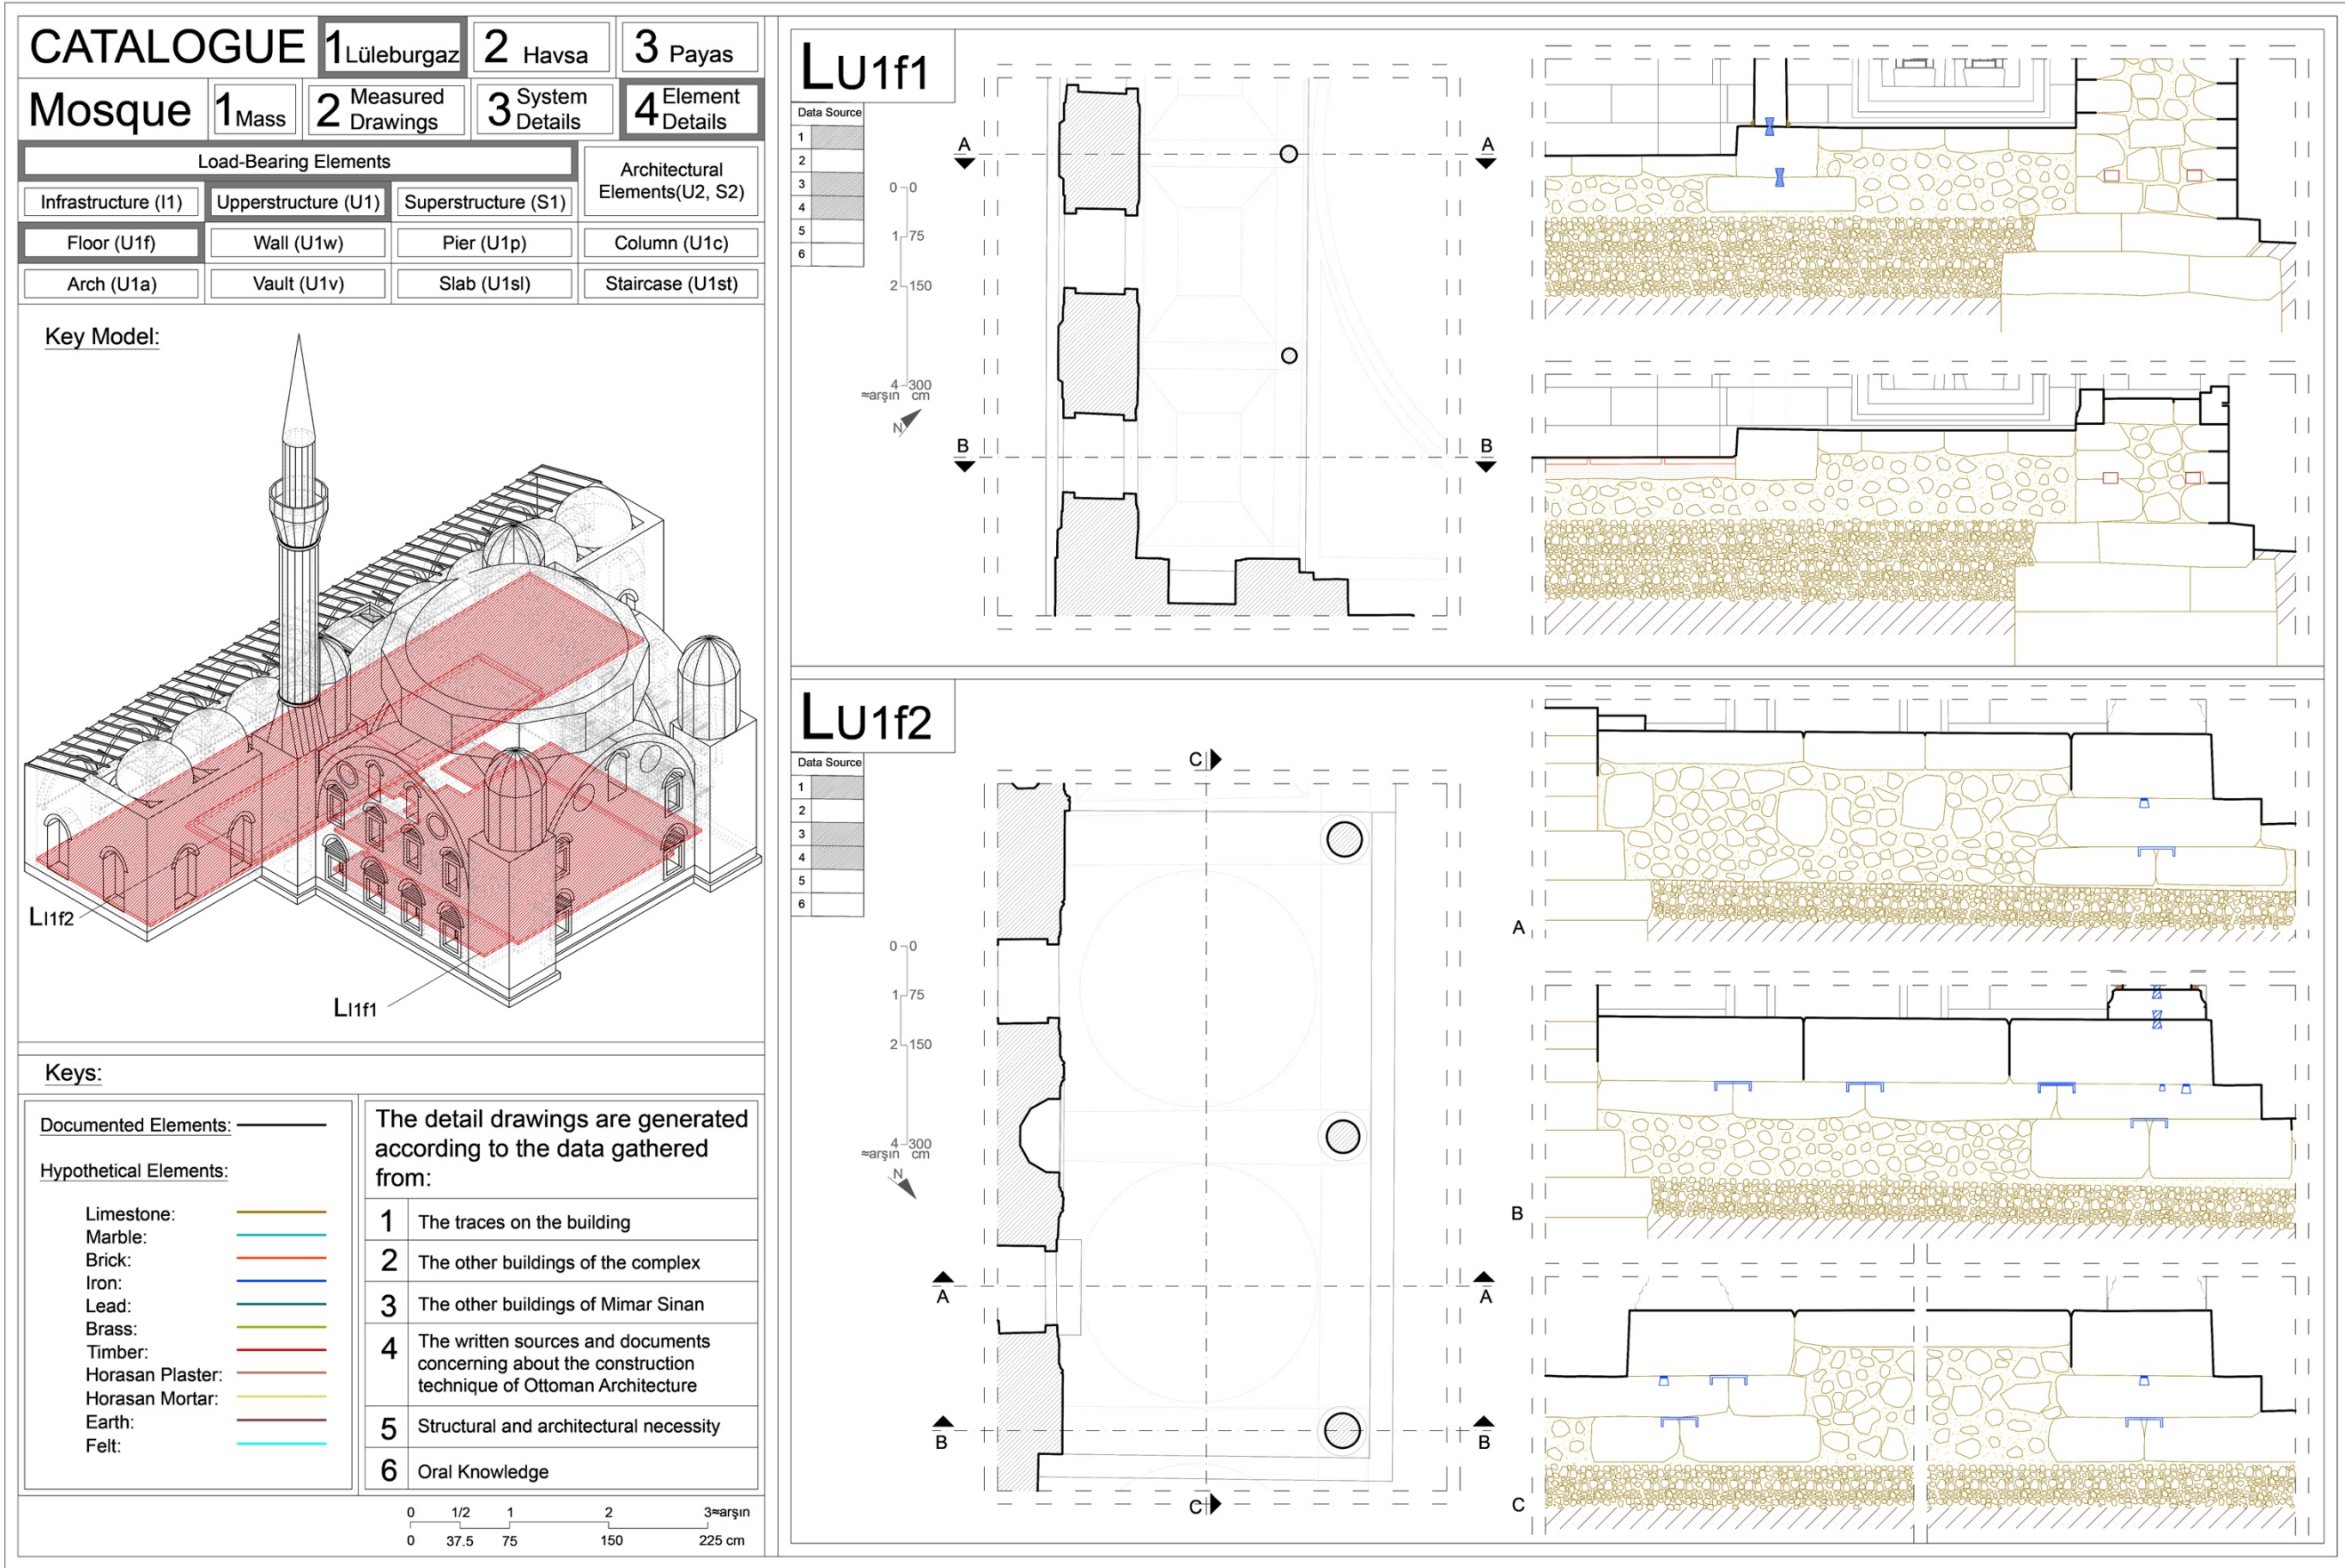 CATALOGUE
1 Lüleburgaz
2 Havsa
3 Payas
Mosque
1 Mass
2 Measured
Drawings
3 System
Details
4 Element
Details
Load-Bearing Elements
Architectural
Elements(U2, S2)
Infrastructure (I1)
Upperstructure (U1)
Superstructure (S1)
Floor (U1f)
Wall (U1w)
Pier (U1p)
Column (U1c)
Arch (U1a)
Vault (U1v)
Slab (U1sl)
Staircase (U1st)
Key Model:
LI1f2
LI1f1
Keys:
Documented Elements:
Hypothetical Elements:
Limestone:
Marble:
Brick:
Iron:
Lead:
Brass:
Timber:
Horasan Plaster:
Horasan Mortar:
Earth:
Felt:
The detail drawings are generated
according to the data gathered
from:
1 The traces on the building
2 The other buildings of the complex
3 The other buildings of Mimar Sinan
4 The written sources and documents
concerning about the construction
technique of Ottoman Architecture
5 Structural and architectural necessity
6 Oral Knowledge
0 1/2 1 2 3≈arşın
0 37.5 75 150 225 cm
LU1f1
Data Source
1
2
3
4
5
6
0 0
1 75
2 150
4 300
≈arşın cm
N
A A
B B
LU1f2
Data Source
1
2
3
4
5
6
0 0
1 75
2 150
4 300
≈arşın cm
N
C
A A
B B
C
A
B
C